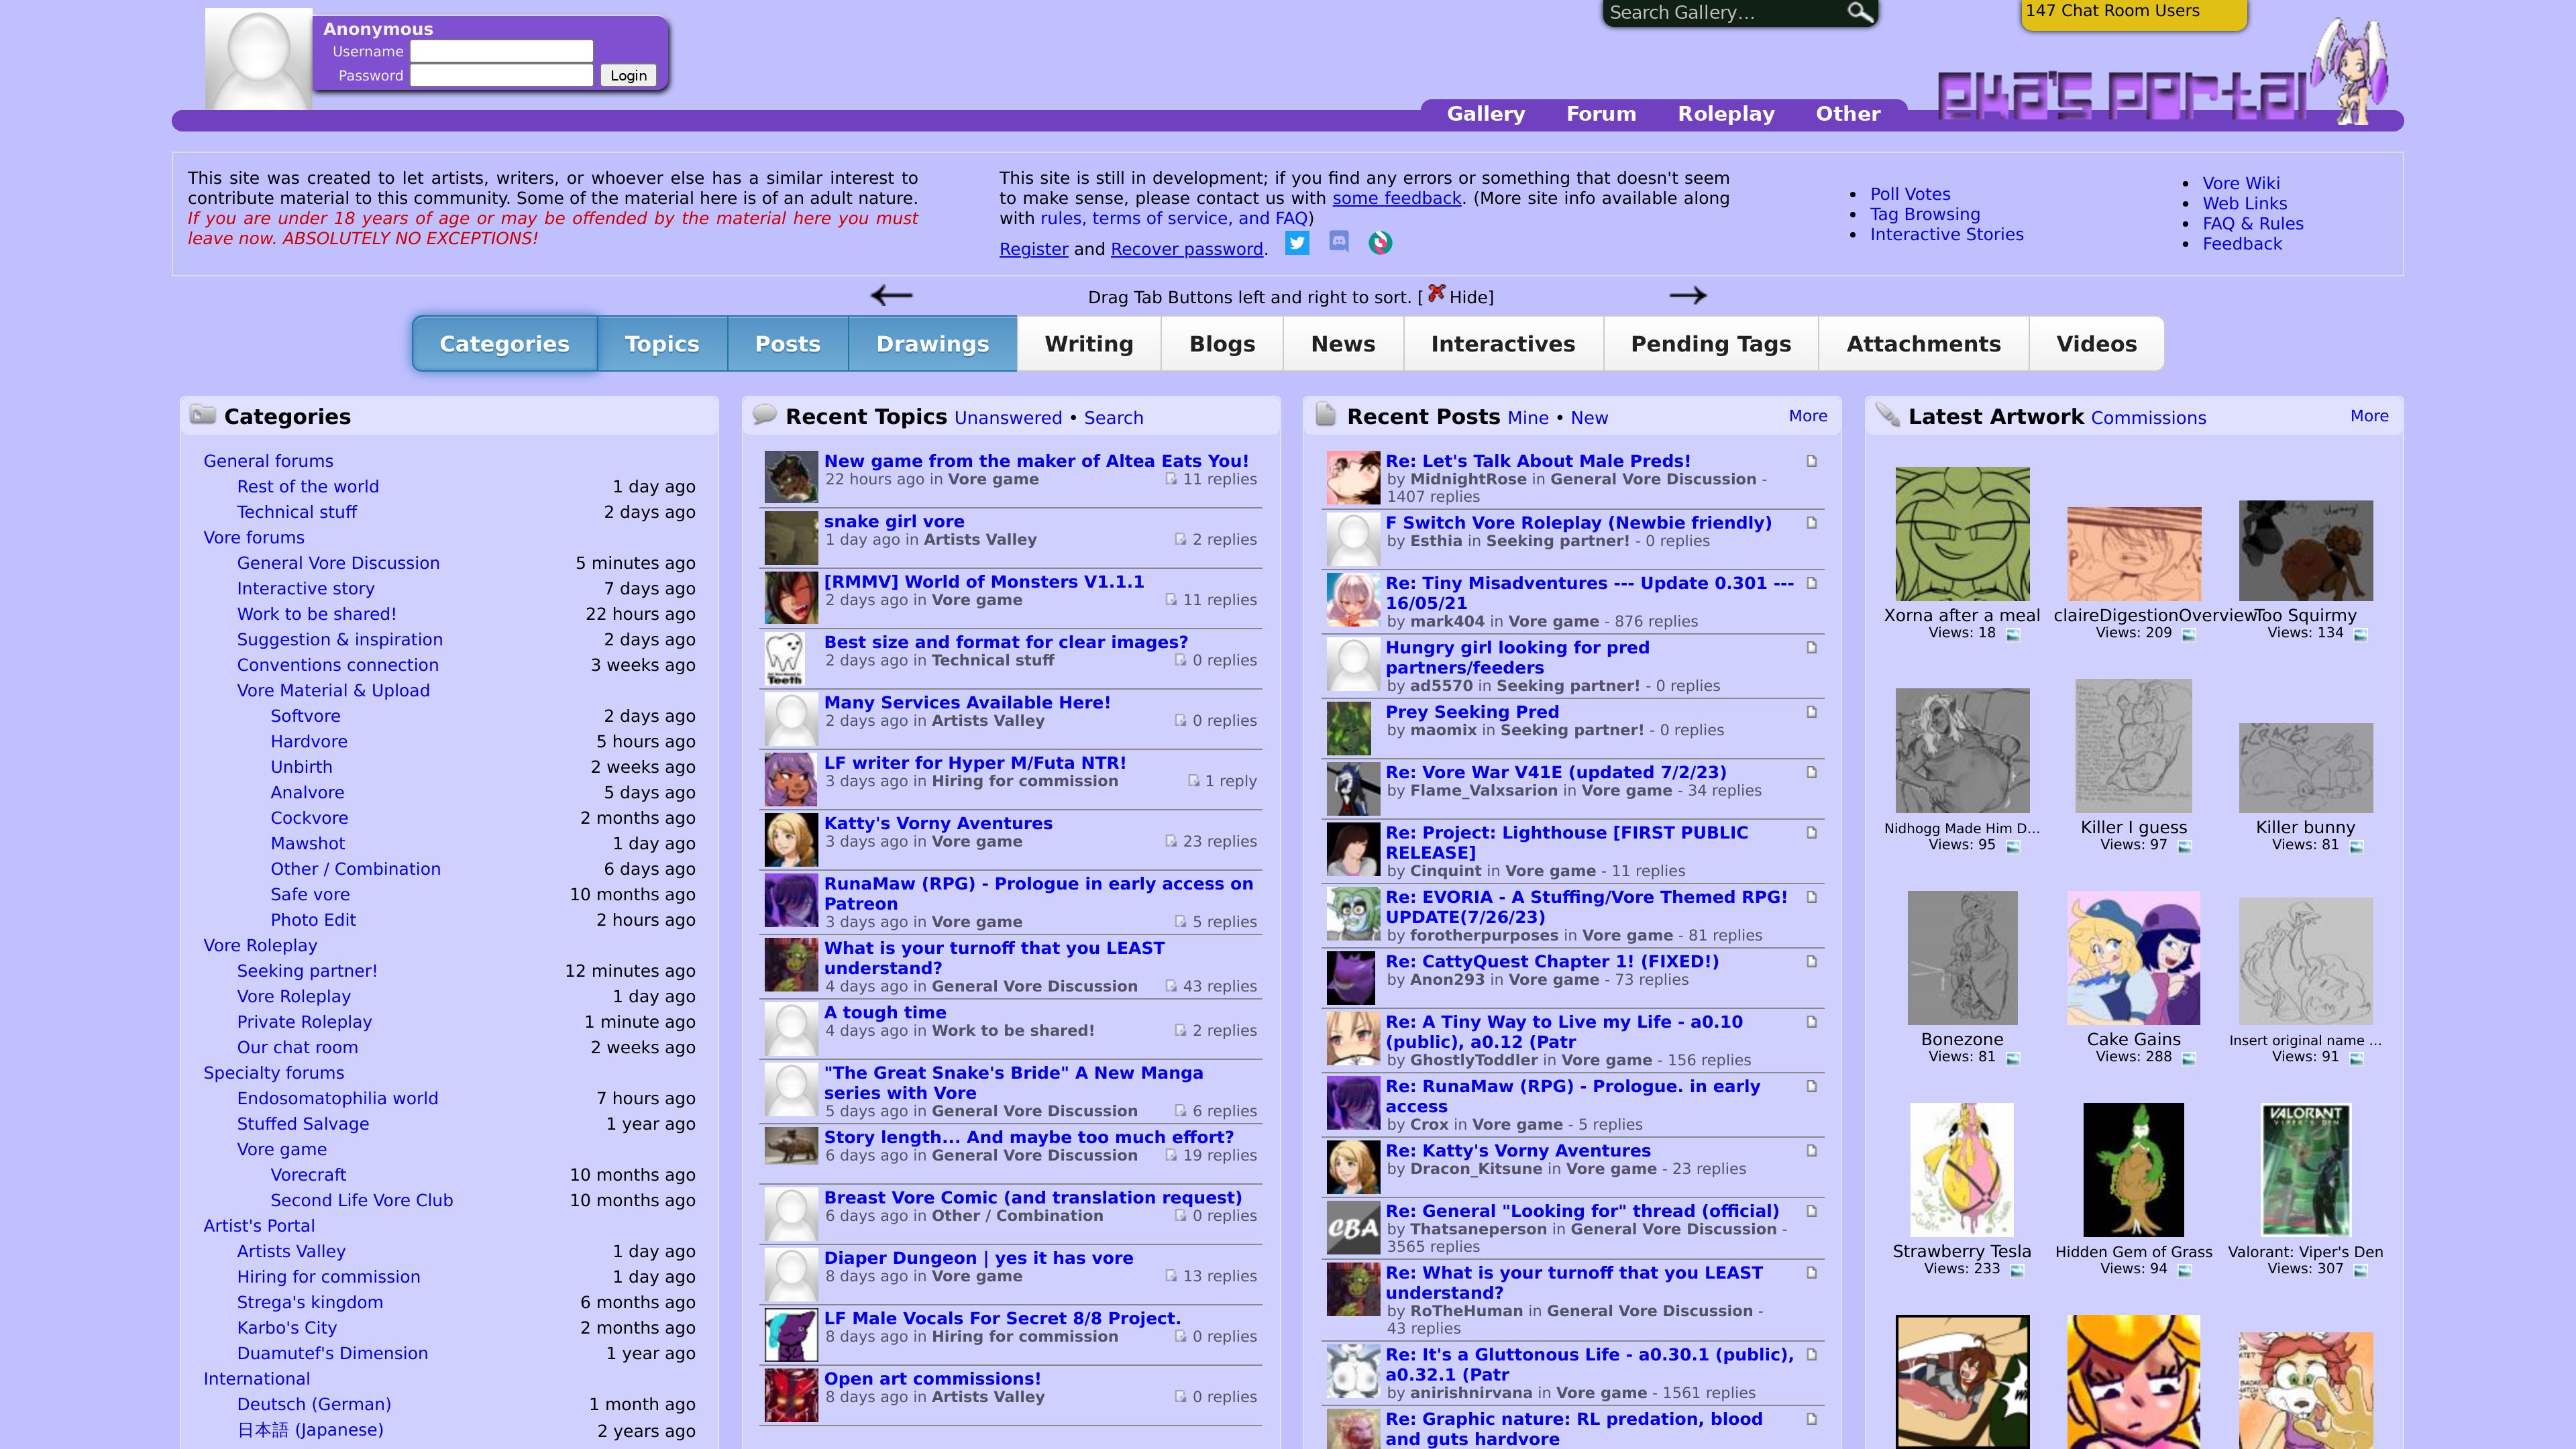 Anonymous
Username
Password
Login
Search Gallery...
147 Chat Room Users
eka's portal
Gallery
Forum
Roleplay
Other
This site was created to let artists, writers, or whoever else has a similar interest to
contribute material to this community. Some of the material here is of an adult nature.
If you are under 18 years of age or may be offended by the material here you must
leave now. ABSOLUTELY NO EXCEPTIONS!
This site is still in development; if you find any errors or something that doesn't seem
to make sense, please contact us with some feedback. (More site info available along
with rules, terms of service, and FAQ)
Register and Recover password.
Poll Votes
Tag Browsing
Interactive Stories
Vore Wiki
Web Links
FAQ & Rules
Feedback
Drag Tab Buttons left and right to sort. [ Hide]
Categories
Topics
Posts
Drawings
Writing
Blogs
News
Interactives
Pending Tags
Attachments
Videos
Categories
General forums
Rest of the world 1 day ago
Technical stuff 2 days ago
Vore forums
General Vore Discussion 5 minutes ago
Interactive story 7 days ago
Work to be shared! 22 hours ago
Suggestion & inspiration 2 days ago
Conventions connection 3 weeks ago
Vore Material & Upload
Softvore 2 days ago
Hardvore 5 hours ago
Unbirth 2 weeks ago
Analvore 5 days ago
Cockvore 2 months ago
Mawshot 1 day ago
Other / Combination 6 days ago
Safe vore 10 months ago
Photo Edit 2 hours ago
Vore Roleplay
Seeking partner! 12 minutes ago
Vore Roleplay 1 day ago
Private Roleplay 1 minute ago
Our chat room 2 weeks ago
Specialty forums
Endosomatophilia world 7 hours ago
Stuffed Salvage 1 year ago
Vore game
Vorecraft 10 months ago
Second Life Vore Club 10 months ago
Artist's Portal
Artists Valley 1 day ago
Hiring for commission 1 day ago
Strega's kingdom 6 months ago
Karbo's City 2 months ago
Duamutef's Dimension 1 year ago
International
Deutsch (German) 1 month ago
日本語 (Japanese) 2 years ago
Recent Topics Unanswered • Search
New game from the maker of Altea Eats You!
22 hours ago in Vore game 11 replies
snake girl vore
1 day ago in Artists Valley 2 replies
[RMMV] World of Monsters V1.1.1
2 days ago in Vore game 11 replies
Best size and format for clear images?
2 days ago in Technical stuff 0 replies
Teeth
Many Services Available Here!
2 days ago in Artists Valley 0 replies
LF writer for Hyper M/Futa NTR!
3 days ago in Hiring for commission 1 reply
Katty's Vorny Aventures
3 days ago in Vore game 23 replies
RunaMaw (RPG) - Prologue in early access on
Patreon
3 days ago in Vore game 5 replies
What is your turnoff that you LEAST
understand?
4 days ago in General Vore Discussion 43 replies
A tough time
4 days ago in Work to be shared! 2 replies
"The Great Snake's Bride" A New Manga
series with Vore
5 days ago in General Vore Discussion 6 replies
Story length... And maybe too much effort?
6 days ago in General Vore Discussion 19 replies
Breast Vore Comic (and translation request)
6 days ago in Other / Combination 0 replies
Diaper Dungeon | yes it has vore
8 days ago in Vore game 13 replies
LF Male Vocals For Secret 8/8 Project.
8 days ago in Hiring for commission 0 replies
Open art commissions!
8 days ago in Artists Valley 0 replies
Recent Posts Mine • New More
Re: Let's Talk About Male Preds!
by MidnightRose in General Vore Discussion -
1407 replies
F Switch Vore Roleplay (Newbie friendly)
by Esthia in Seeking partner! - 0 replies
Re: Tiny Misadventures --- Update 0.301 ---
16/05/21
by mark404 in Vore game - 876 replies
Hungry girl looking for pred
partners/feeders
by ad5570 in Seeking partner! - 0 replies
Prey Seeking Pred
by maomix in Seeking partner! - 0 replies
Re: Vore War V41E (updated 7/2/23)
by Flame_Valxsarion in Vore game - 34 replies
Re: Project: Lighthouse [FIRST PUBLIC
RELEASE]
by Cinquint in Vore game - 11 replies
Re: EVORIA - A Stuffing/Vore Themed RPG!
UPDATE(7/26/23)
by forotherpurposes in Vore game - 81 replies
Re: CattyQuest Chapter 1! (FIXED!)
by Anon293 in Vore game - 73 replies
Re: A Tiny Way to Live my Life - a0.10
(public), a0.12 (Patr
by GhostlyToddler in Vore game - 156 replies
Re: RunaMaw (RPG) - Prologue. in early
access
by Crox in Vore game - 5 replies
Re: Katty's Vorny Aventures
by Dracon_Kitsune in Vore game - 23 replies
CBA
Re: General "Looking for" thread (official)
by Thatsaneperson in General Vore Discussion -
3565 replies
Re: What is your turnoff that you LEAST
understand?
by RoTheHuman in General Vore Discussion -
43 replies
Re: It's a Gluttonous Life - a0.30.1 (public),
a0.32.1 (Patr
by anirishnirvana in Vore game - 1561 replies
Re: Graphic nature: RL predation, blood
and guts hardvore
Latest Artwork Commissions More
Xorna after a meal
Views: 18
claireDigestionOverview
Views: 209
Too Squirmy
Views: 134
Nidhogg Made Him D...
Views: 95
Killer I guess
Views: 97
Killer bunny
Views: 81
Bonezone
Views: 81
Cake Gains
Views: 288
Insert original name ...
Views: 91
Strawberry Tesla
Views: 233
Hidden Gem of Grass
Views: 94
VALORANT
VIPER'S DEN
Valorant: Viper's Den
Views: 307